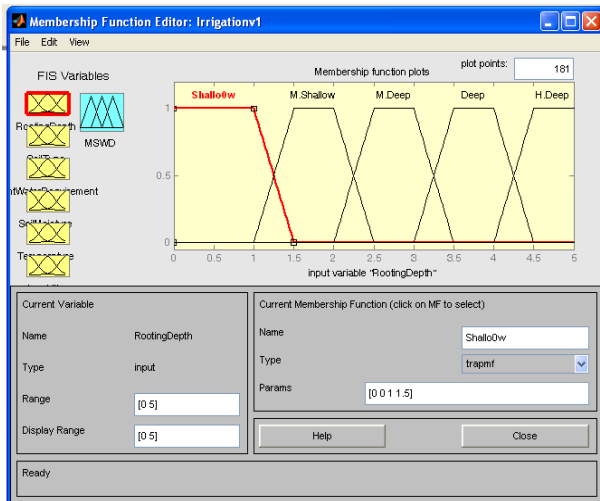 Membership Function Editor: Irrigationv1
File Edit View
FIS Variables
RootingDepth
MSWD
SoilMoisture
Temperature
Membership function plots
plot points: 181
Shallo0w M.Shallow M.Deep Deep H.Deep
1
0.5
0
0 0.5 1 1.5 2 2.5 3 3.5 4 4.5 5
input variable "RootingDepth"
Current Variable
Name RootingDepth
Type input
Range [0 5]
Display Range [0 5]
Current Membership Function (click on MF to select)
Name Shallo0w
Type trapmf
Params [0 0 1 1.5]
Help Close
Ready